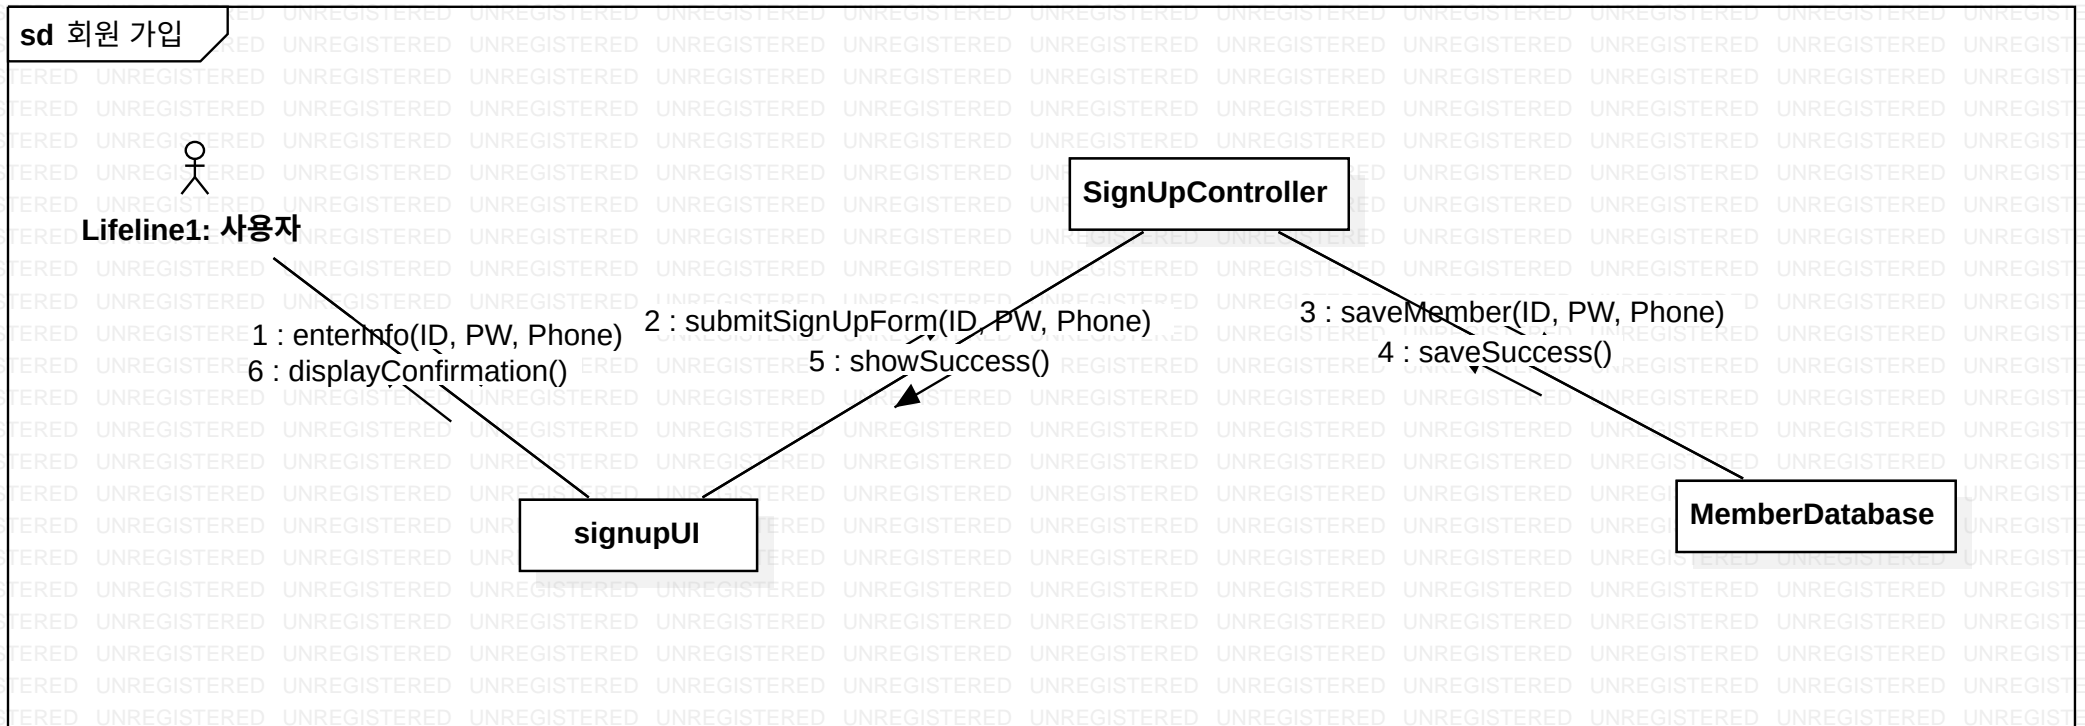 sd 회원 가입
Lifeline1: 사용자
SignUpController
1 : enterInfo(ID, PW, Phone)
6 : displayConfirmation()
2 : submitSignUpForm(ID, PW, Phone)
5 : showSuccess()
3 : saveMember(ID, PW, Phone)
4 : saveSuccess()
signupUI
MemberDatabase
UNREGISTERED